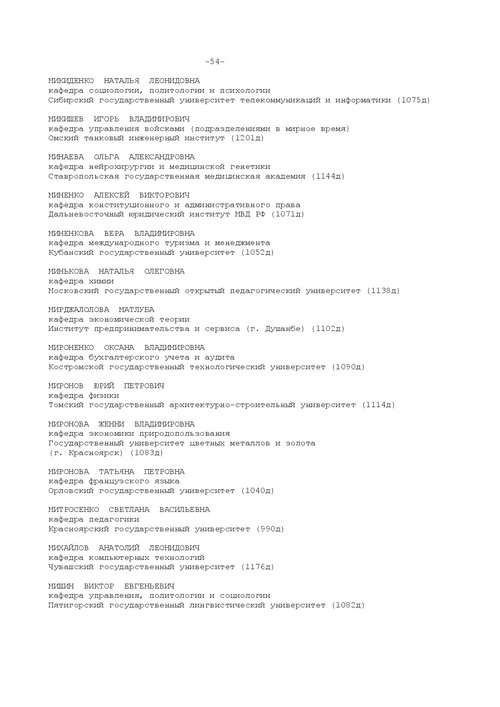 -54-
МИКИДЕНКО НАТАЛЬЯ ЛЕОНИДОВНА
кафедра социологии, политологии и психологии
Сибирский государственный университет телекоммуникаций и информатики (1075д)
МИКШЕВ ИГОРЬ ВЛАДИМИРОВИЧ
кафедра управления войсками (подразделениями в мирное время)
Омский танковый инженерный институт (1201д)
МИНАЕВА ОЛЬГА АЛЕКСАНДРОВНА
кафедра нейрохирургии и медицинской генетики
Ставропольская государственная медицинская академия (1144д)
МИНЕНКО АЛЕКСЕЙ ВИКТОРОВИЧ
кафедра конституционного и административного права
Дальневосточный юридический институт МВД РФ (1071д)
МИНЕНКОВА ВЕРА ВЛАДИМИРОВНА
кафедра международного туризма и менеджмента
Кубанский государственный университет (1052д)
МИНЬКОВА НАТАЛЬЯ ОЛЕГОВНА
кафедра химии
Московский государственный открытый педагогический университет (1138д)
МИРДЖАЛОЛОВА МАТЛУБА
кафедра экономической теории
Институт предпринимательства и сервиса (г. Душанбе) (1102д)
МИРОНЕНКО ОКСАНА ВЛАДИМИРОВНА
кафедра бухгалтерского учета и аудита
Костромской государственный технологический университет (1090д)
МИРОНОВ ЮРИЙ ПЕТРОВИЧ
кафедра физики
Томский государственный архитектурно-строительный университет (1114д)
МИРОНОВА ЖЕННИ ВЛАДИМИРОВНА
кафедра экономики природопользования
Государственный университет цветных металлов и золота
(г. Красноярск) (1083д)
МИРОНОВА ТАТЬЯНА ПЕТРОВНА
кафедра французского языка
Орловский государственный университет (1040д)
МИТРОСЕНКО СВЕТЛАНА ВАСИЛЬЕВНА
кафедра педагогики
Красноярский государственный университет (990д)
МИХАЙЛОВ АНАТОЛИЙ ЛЕОНИДОВИЧ
кафедра компьютерных технологий
Чувашский государственный университет (1176д)
МИШИН ВИКТОР ЕВГЕНЬЕВИЧ
кафедра управления, политологии и социологии
Пятигорский государственный лингвистический университет (1082д)